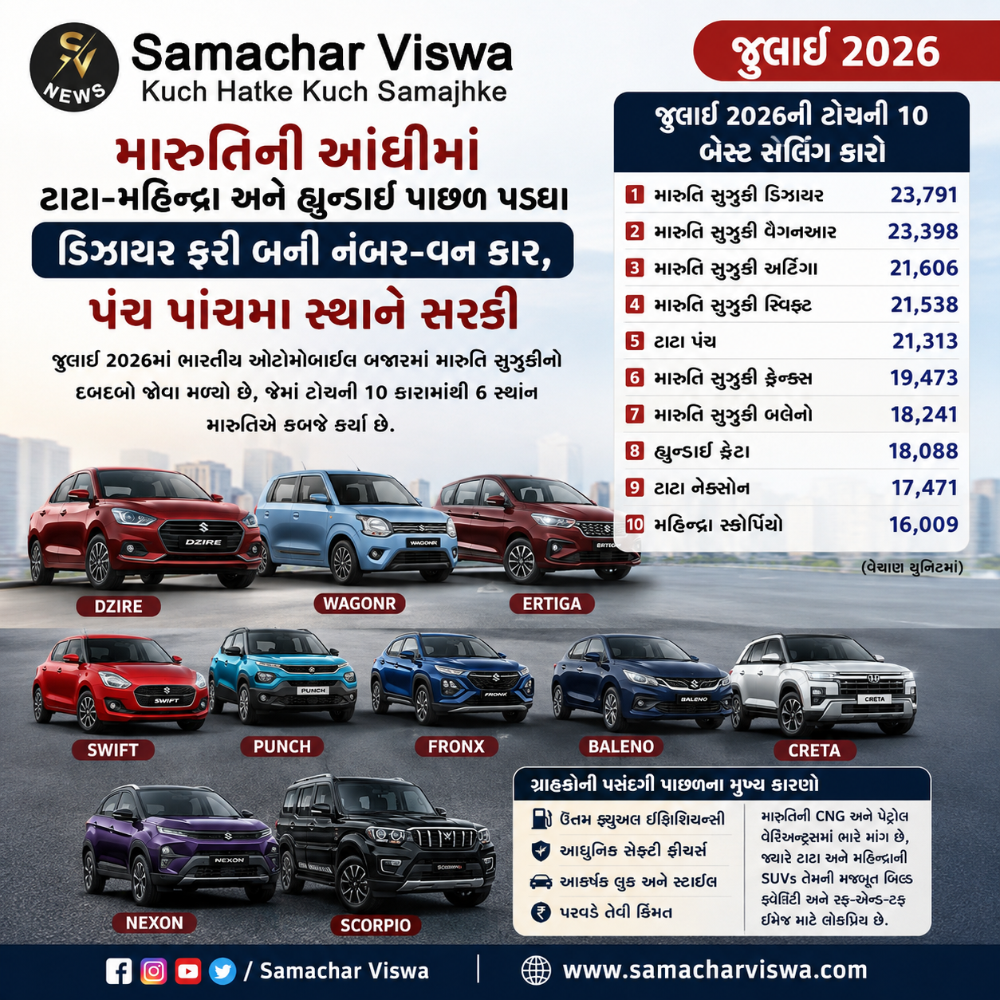 SV
NEWS
Samachar Viswa
Kuch Hatke Kuch Samajhke
જુલાઈ 2026
મારુતિની આંધીમાં
ટાટા-મહિન્દ્રા અને હ્યુન્ડાઈ પાછળ પડઘા
ડિઝાયર ફરી બની નંબર-વન કાર,
પંચ પાંચમા સ્થાને સરકી
જુલાઈ 2026માં ભારતીય ઓટોમોબાઈલ બજારમાં મારુતિ સુઝુકીનો
દબદબો જોવા મળ્યો છે, જેમાં ટોચની 10 કારામાંથી 6 સ્થાંન
મારુતિએ કબજે કર્યા છે.
જુલાઈ 2026ની ટોચની 10
બેસ્ટ સેલિંગ કારો
1 મારુતિ સુઝુકી ડિઝાયર 23,791
2 મારુતિ સુઝુકી વૈગનઆર 23,398
3 મારુતિ સુઝુકી અર્ટિગા 21,606
4 મારુતિ સુઝુકી સ્વિફ્ટ 21,538
5 ટાટા પંચ 21,313
6 મારુતિ સુઝુકી ફ્રેન્ક્સ 19,473
7 મારુતિ સુઝુકી બલેનો 18,241
8 હ્યુન્ડાઈ ક્રેટા 18,088
9 ટાટા નેક્સોન 17,471
10 મહિન્દ્રા સ્કોર્પિયો 16,009
(વેચાણ યુનિટમાં)
DZIRE
WAGONR
ERTIGA
DZIRE
WAGONR
ERTIGA
SWIFT
PUNCH
FRONX
BALENO
CRETA
SWIFT
PUNCH
FRONX
BALENO
CRETA
NEXON
NEXON
SCORPIO
ગ્રાહકોની પસંદગી પાછળના મુખ્ય કારણો
ઉત્તમ ફ્યુઅલ ઈફિશિયન્સી
આધુનિક સેફ્ટી ફીચર્સ
આકર્ષક લુક અને સ્ટાઈલ
પરવડે તેવી કિંમત
મારુતિની CNG અને પેટ્રોલ
વેરિઅન્ટ્રસમાં ભારે માંગ છે,
જ્યારે ટાટા અને મહિન્દ્રાની
SUVs તેમની મજબૂત બિલ્ડ
ક્વેલિટી અને રફ-એન્ડ-ટફ
ઈમેજ માટે લોકપ્રિય છે.
/ Samachar Viswa
www.samacharviswa.com